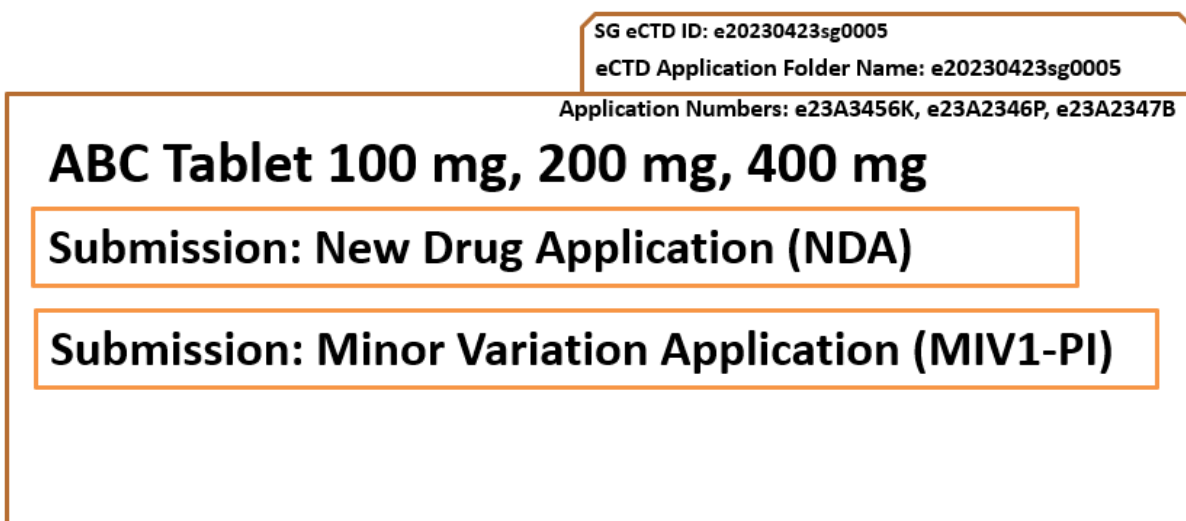 SG eCTD ID: e20230423sg0005
eCTD Application Folder Name: e20230423sg0005
Application Numbers: e23A3456K, e23A2346P, e23A2347B
ABC Tablet 100 mg, 200 mg, 400 mg
Submission: New Drug Application (NDA)
Submission: Minor Variation Application (MIV1-PI)